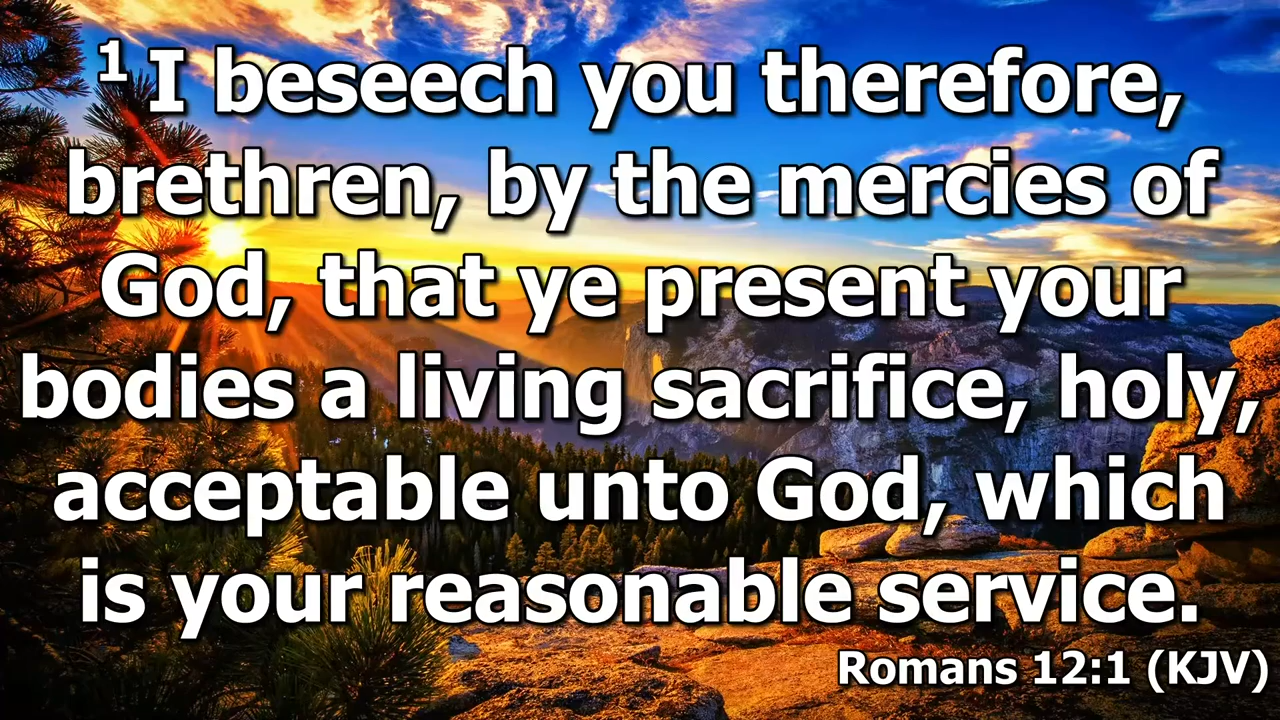 1 I beseech you therefore,
brethren, by the mercies of
God, that ye present your
bodies a living sacrifice, holy,
acceptable unto God, which
is your reasonable service.
Romans 12:1 (KJV)